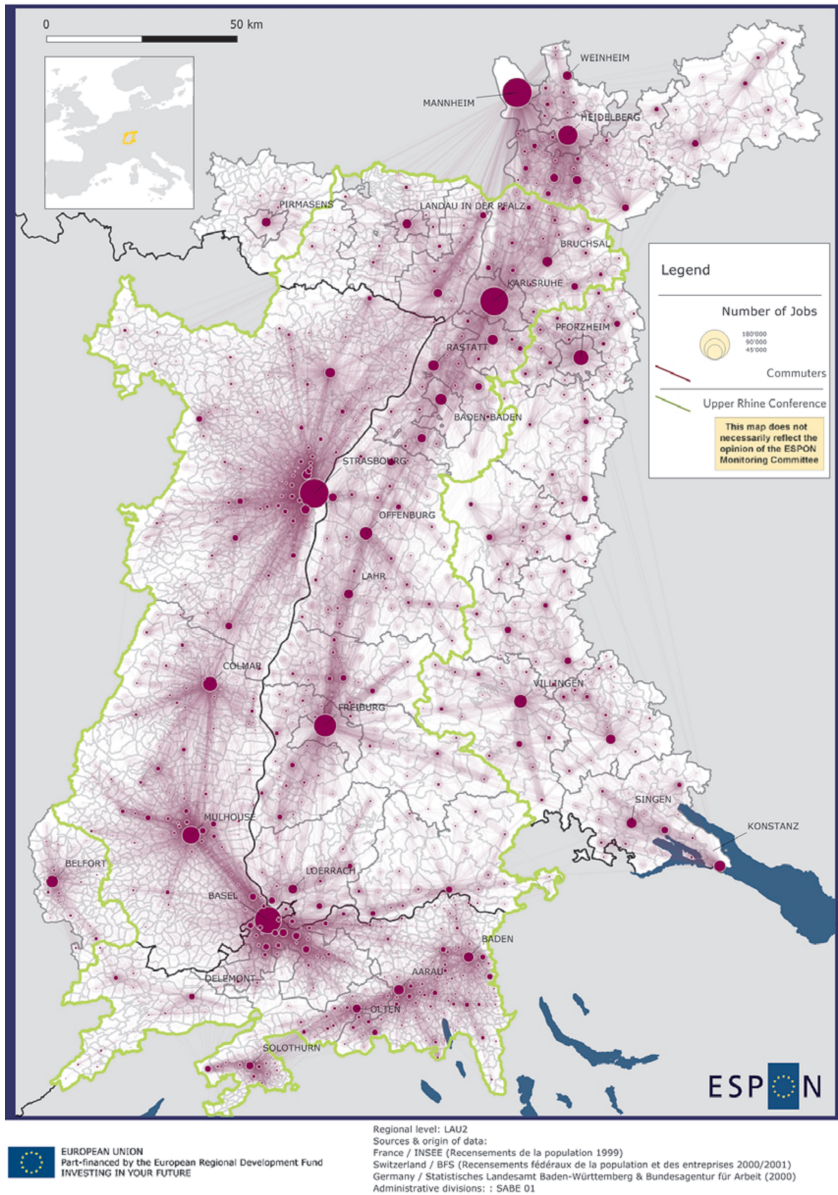 0
50 km
WEINHEIM
MANNHEIM
HEIDELBERG
PIRMASENS
LANDAU IN DER PFALZ
BRUCHSAL
KARLSRUHE
PFORZHEIM
RASTATT
BADEN-BADEN
STRASBOURG
OFFENBURG
LAHR
COLMAR
VILLINGEN
FREIBURG
SINGEN
KONSTANZ
MULHOUSE
BELFORT
LOERRACH
BASEL
BADEN
DELEMONT
AARAU
OLTEN
SOLOTHURN
Legend
Number of Jobs
180'000
90'000
45'000
Commuters
Upper Rhine Conference
This map does not
necessarily reflect the
opinion of the ESPON
Monitoring Committee
ESPON
EUROPEAN UNION
Part-financed by the European Regional Development Fund
INVESTING IN YOUR FUTURE
Regional level: LAU2
Sources & origin of data:
France / INSEE (Recensements de la population 1999)
Switzerland / BFS (Recensements fédéraux de la population et des entreprises 2000/2001)
Germany / Statistisches Landesamt Baden-Württemberg & Bundesagentur für Arbeit (2000)
Administrative divisions: : SABE 01